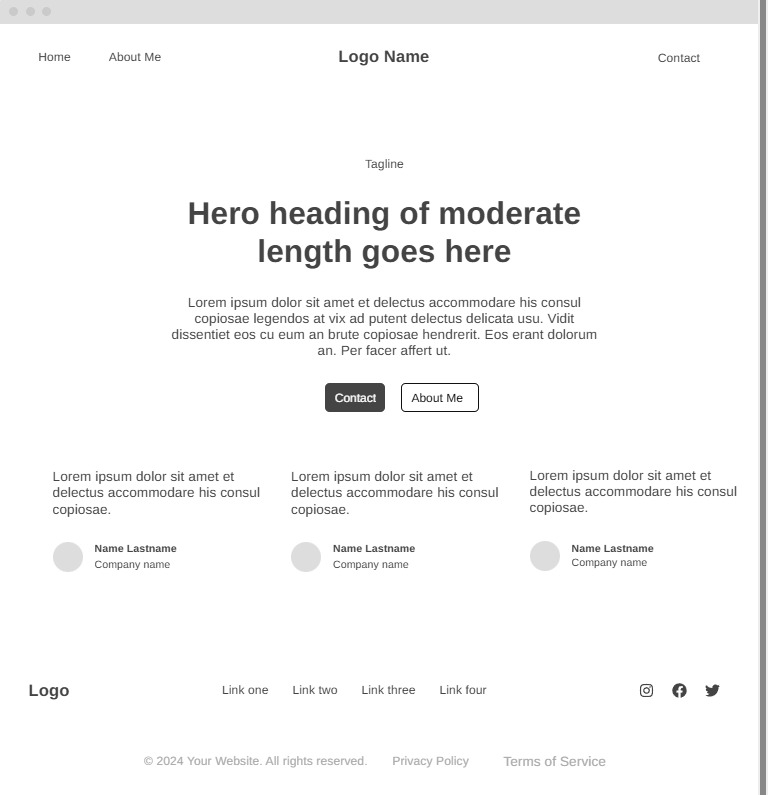 Home About Me Logo Name Contact
Tagline
Hero heading of moderate
length goes here
Lorem ipsum dolor sit amet et delectus accommodare his consul
copiosae legendos at vix ad putent delectus delicata usu. Vidit
dissentiet eos cu eum an brute copiosae hendrerit. Eos erant dolorum
an. Per facer affert ut.
Contact About Me
Lorem ipsum dolor sit amet et
delectus accommodare his consul
copiosae.
Name Lastname
Company name
Lorem ipsum dolor sit amet et
delectus accommodare his consul
copiosae.
Name Lastname
Company name
Lorem ipsum dolor sit amet et
delectus accommodare his consul
copiosae.
Name Lastname
Company name
Logo Link one Link two Link three Link four
© 2024 Your Website. All rights reserved. Privacy Policy Terms of Service